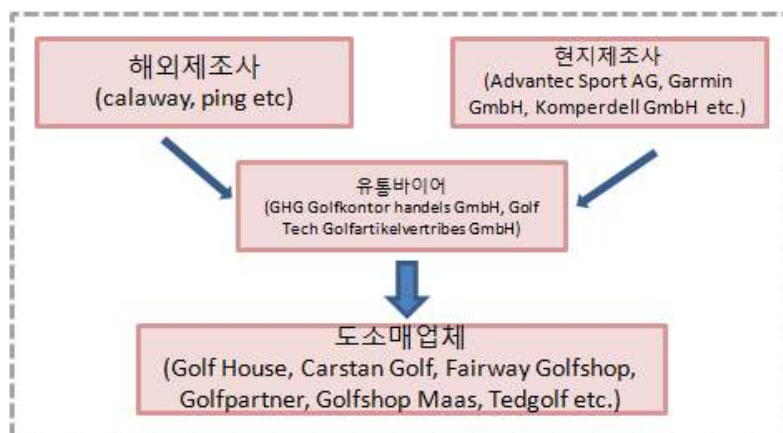 해외제조사
(calaway, ping etc)
현지제조사
(Advantec Sport AG, Garmin
GmbH, Komperdell GmbH etc.)
유통바이어
(GHG Golfkontor handels GmbH, Golf
Tech Golfartikelvertribes GmbH)
도소매업체
(Golf House, Carstan Golf, Fairway Golfshop,
Golfpartner, Golfshop Maas, Tedgolf etc.)